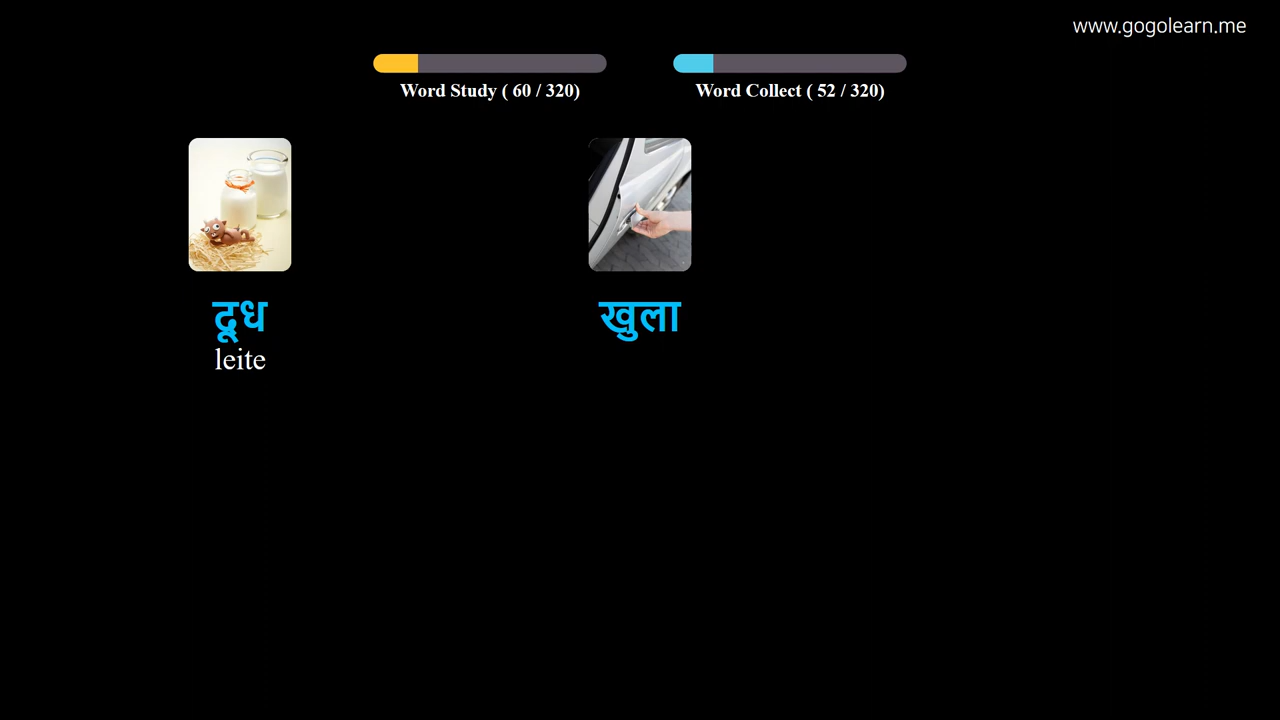 www.gogolearn.me
Word Study ( 60 / 320)
Word Collect ( 52 / 320)
दूध
leite
खुला